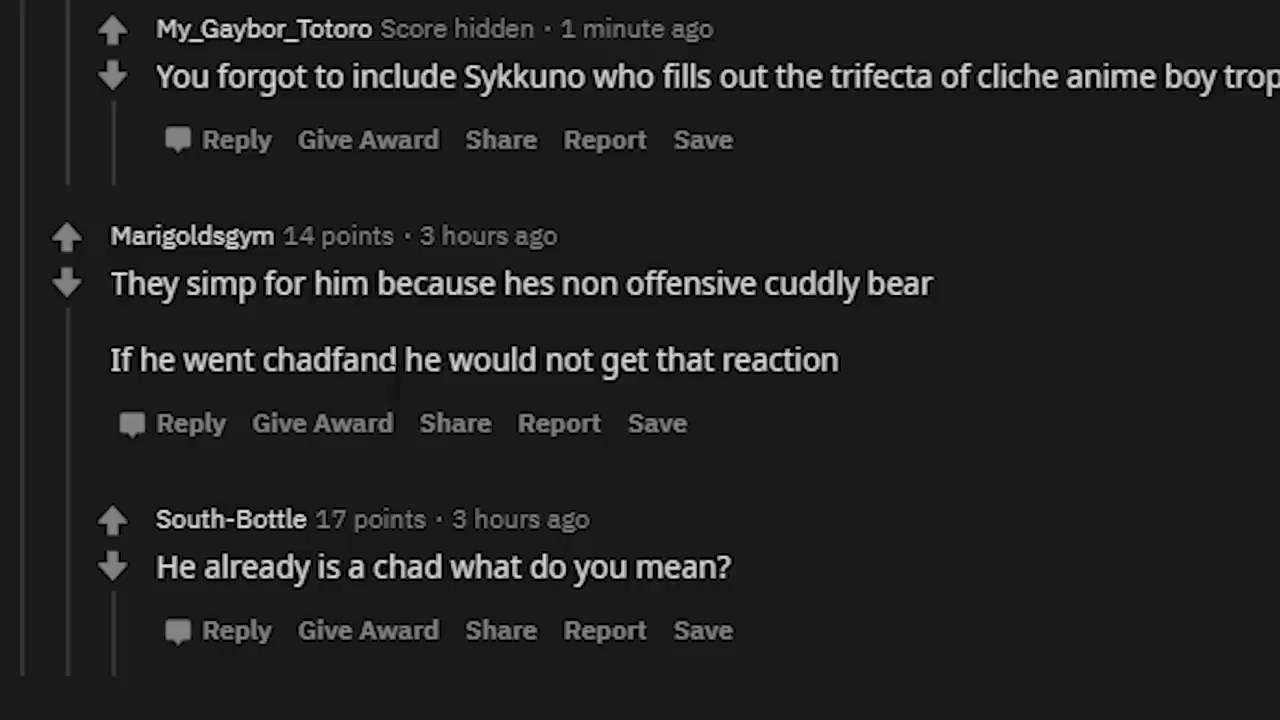 My_Gaybor_Totoro Score hidden · 1 minute ago
You forgot to include Sykkuno who fills out the trifecta of cliche anime boy
Reply Give Award Share Report Save
Marigoldsgym 14 points · 3 hours ago
They simp for him because hes non offensive cuddly bear
If he went chadfand he would not get that reaction
Reply Give Award Share Report Save
South-Bottle 17 points · 3 hours ago
He already is a chad what do you mean?
Reply Give Award Share Report Save